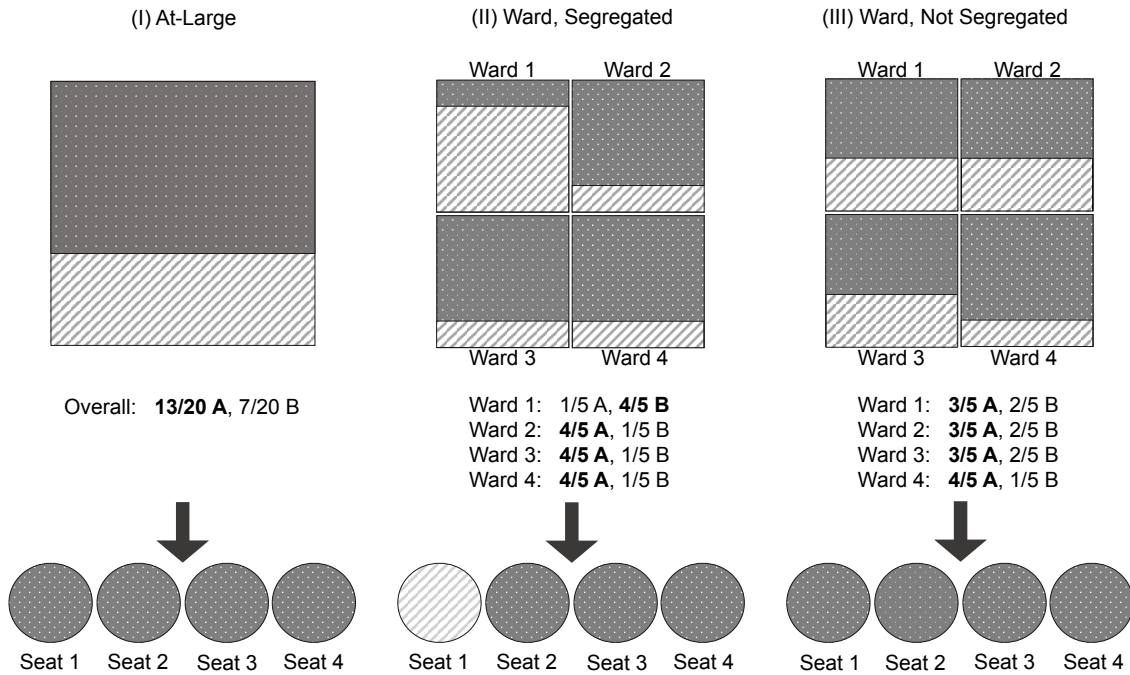 (I) At-Large
(II) Ward, Segregated
(III) Ward, Not Segregated
Ward 1 Ward 2
Ward 3 Ward 4
Ward 1 Ward 2
Ward 3 Ward 4
Overall: 13/20 A, 7/20 B
Ward 1: 1/5 A, 4/5 B
Ward 2: 4/5 A, 1/5 B
Ward 3: 4/5 A, 1/5 B
Ward 4: 4/5 A, 1/5 B
Ward 1: 3/5 A, 2/5 B
Ward 2: 3/5 A, 2/5 B
Ward 3: 3/5 A, 2/5 B
Ward 4: 4/5 A, 1/5 B
Seat 1 Seat 2 Seat 3 Seat 4
Seat 1 Seat 2 Seat 3 Seat 4
Seat 1 Seat 2 Seat 3 Seat 4